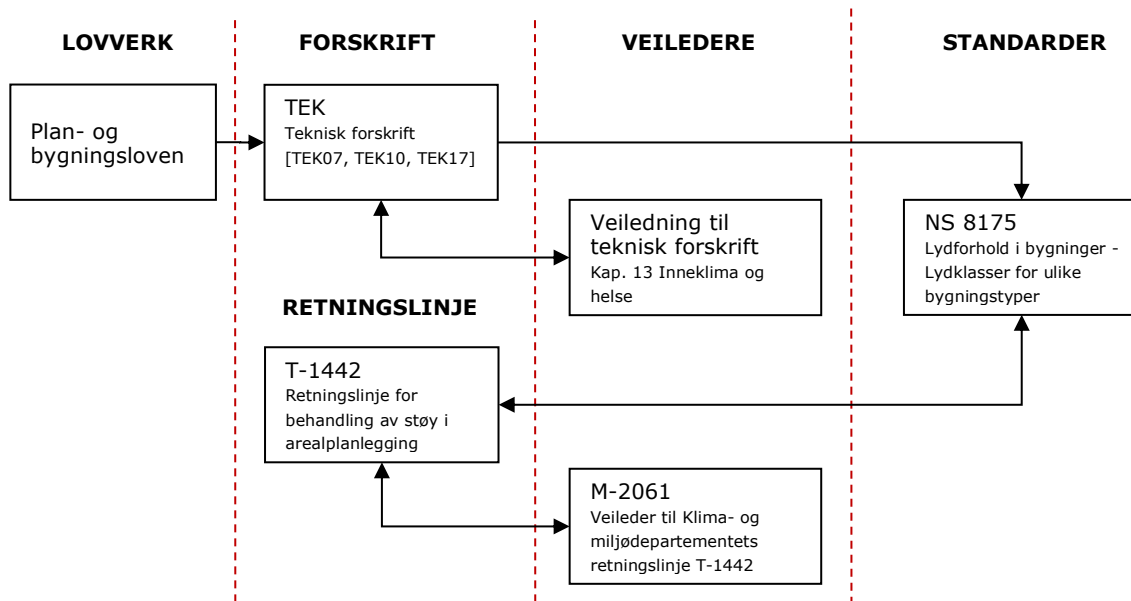 LOVVERK
FORSKRIFT
VEILEDERE
STANDARDER
Plan- og
bygningsloven
TEK
Teknisk forskrift
[TEK07, TEK10, TEK17]
Veiledning til
teknisk forskrift
Kap. 13 Inneklima og
helse
NS 8175
Lydforhold i bygninger -
Lydklasser for ulike
bygningstyper
RETNINGSLINJE
T-1442
Retningslinje for
behandling av støy i
arealplanlegging
M-2061
Veileder til Klima- og
miljødepartementets
retningslinje T-1442